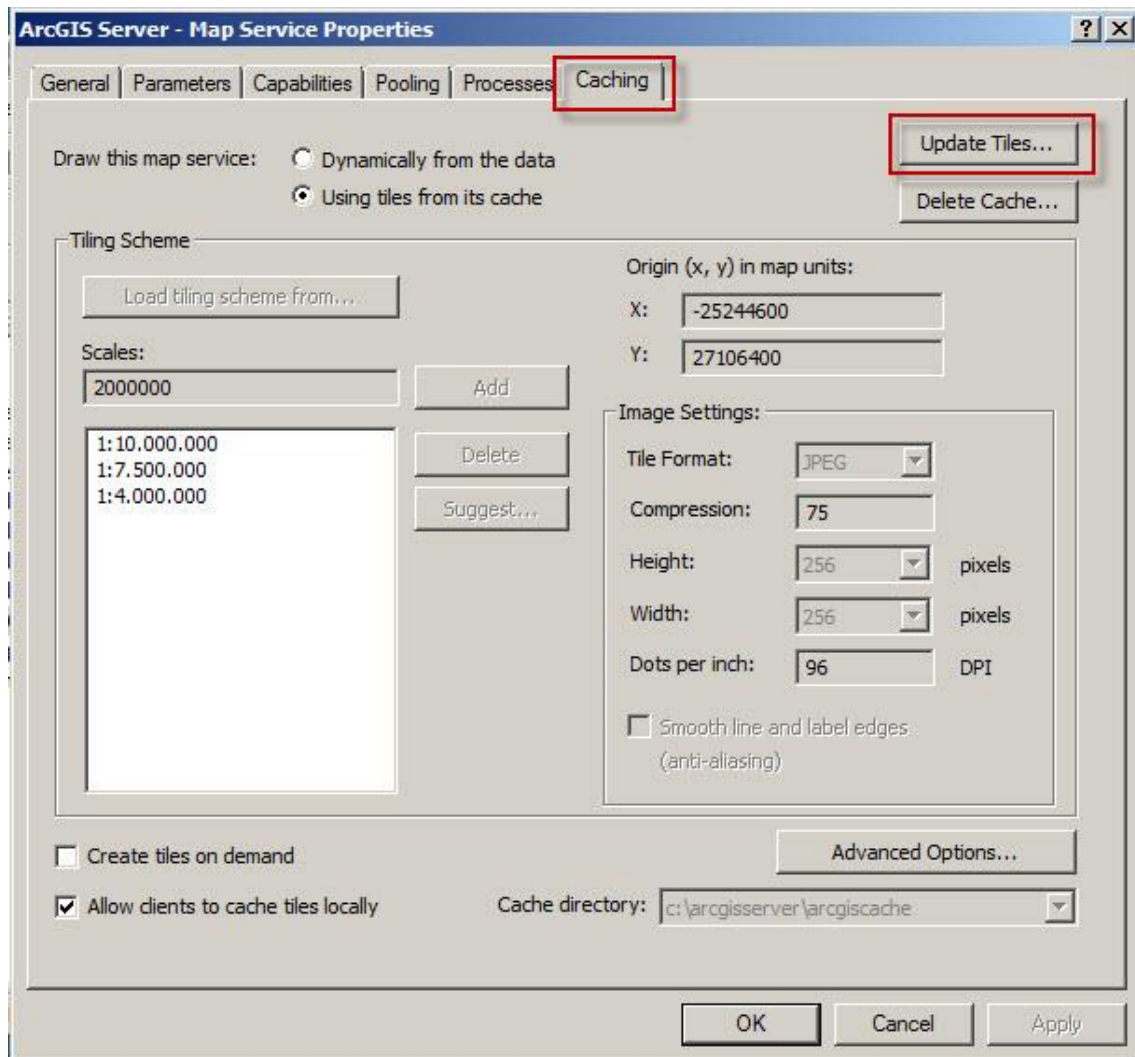 ArcGIS Server - Map Service Properties
General Parameters Capabilities Pooling Processes Caching
Draw this map service:
Dynamically from the data
Using tiles from its cache
Update Tiles...
Delete Cache...
Tiling Scheme
Load tiling scheme from...
Scales:
2000000
Add
1:10.000.000
1:7.500.000
1:4.000.000
Delete
Suggest...
Origin (x, y) in map units:
X: -25244600
Y: 27106400
Image Settings:
Tile Format: JPEG
Compression: 75
Height: 256 pixels
Width: 256 pixels
Dots per inch: 96 DPI
Smooth line and label edges
(anti-aliasing)
Create tiles on demand
Advanced Options...
Allow clients to cache tiles locally
Cache directory: c:\arcgisserver\arcgiscache
OK Cancel Apply